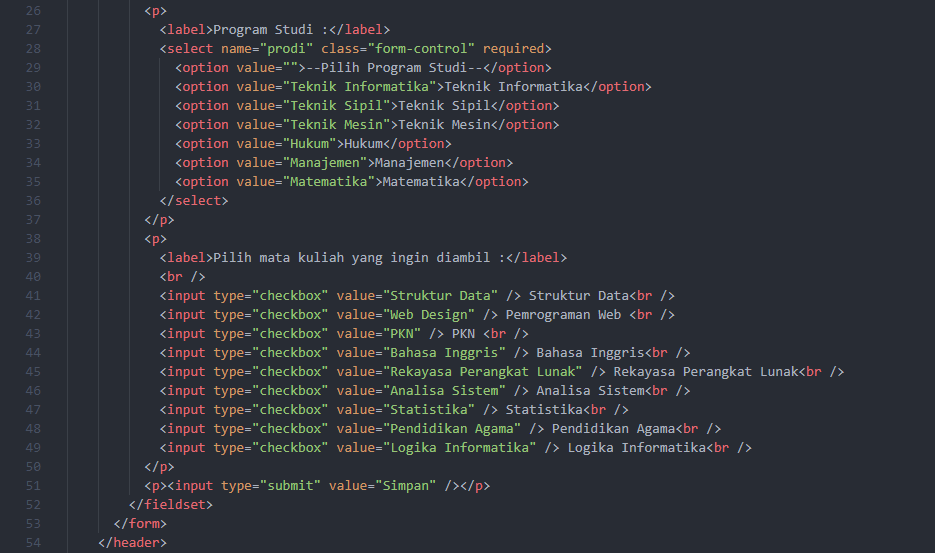 26 <p>
27 <label>Program Studi :</label>
28 <select name="prodi" class="form-control" required>
29 <option value="">--Pilih Program Studi--</option>
30 <option value="Teknik Informatika">Teknik Informatika</option>
31 <option value="Teknik Sipil">Teknik Sipil</option>
32 <option value="Teknik Mesin">Teknik Mesin</option>
33 <option value="Hukum">Hukum</option>
34 <option value="Manajemen">Manajemen</option>
35 <option value="Matematika">Matematika</option>
36 </select>
37 </p>
38 <p>
39 <label>Pilih mata kuliah yang ingin diambil :</label>
40 <br />
41 <input type="checkbox" value="Struktur Data" /> Struktur Data<br />
42 <input type="checkbox" value="Web Design" /> Pemrograman Web <br />
43 <input type="checkbox" value="PKN" /> PKN <br />
44 <input type="checkbox" value="Bahasa Inggris" /> Bahasa Inggris<br />
45 <input type="checkbox" value="Rekayasa Perangkat Lunak" /> Rekayasa Perangkat Lunak<br />
46 <input type="checkbox" value="Analisa Sistem" /> Analisa Sistem<br />
47 <input type="checkbox" value="Statistika" /> Statistika<br />
48 <input type="checkbox" value="Pendidikan Agama" /> Pendidikan Agama<br />
49 <input type="checkbox" value="Logika Informatika" /> Logika Informatika<br />
50 </p>
51 <p><input type="submit" value="Simpan" /></p>
52 </fieldset>
53 </form>
54 </header>